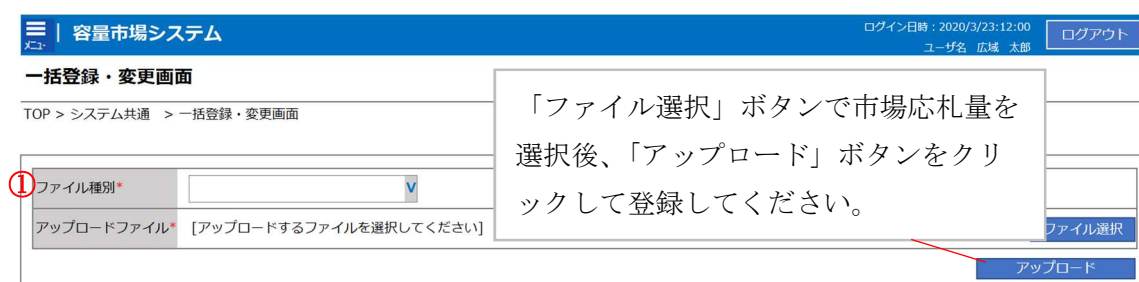 容量市場システム
メニュー
ログイン日時：2020/3/23:12:00
ユーザ名 広域 太郎
ログアウト
一括登録・変更画面
TOP > システム共通 > 一括登録・変更画面
「ファイル選択」ボタンで市場応札量を
選択後、「アップロード」ボタンをクリ
ックして登録してください。
①
ファイル種別*
V
アップロードファイル* [アップロードするファイルを選択してください]
ファイル選択
アップロード